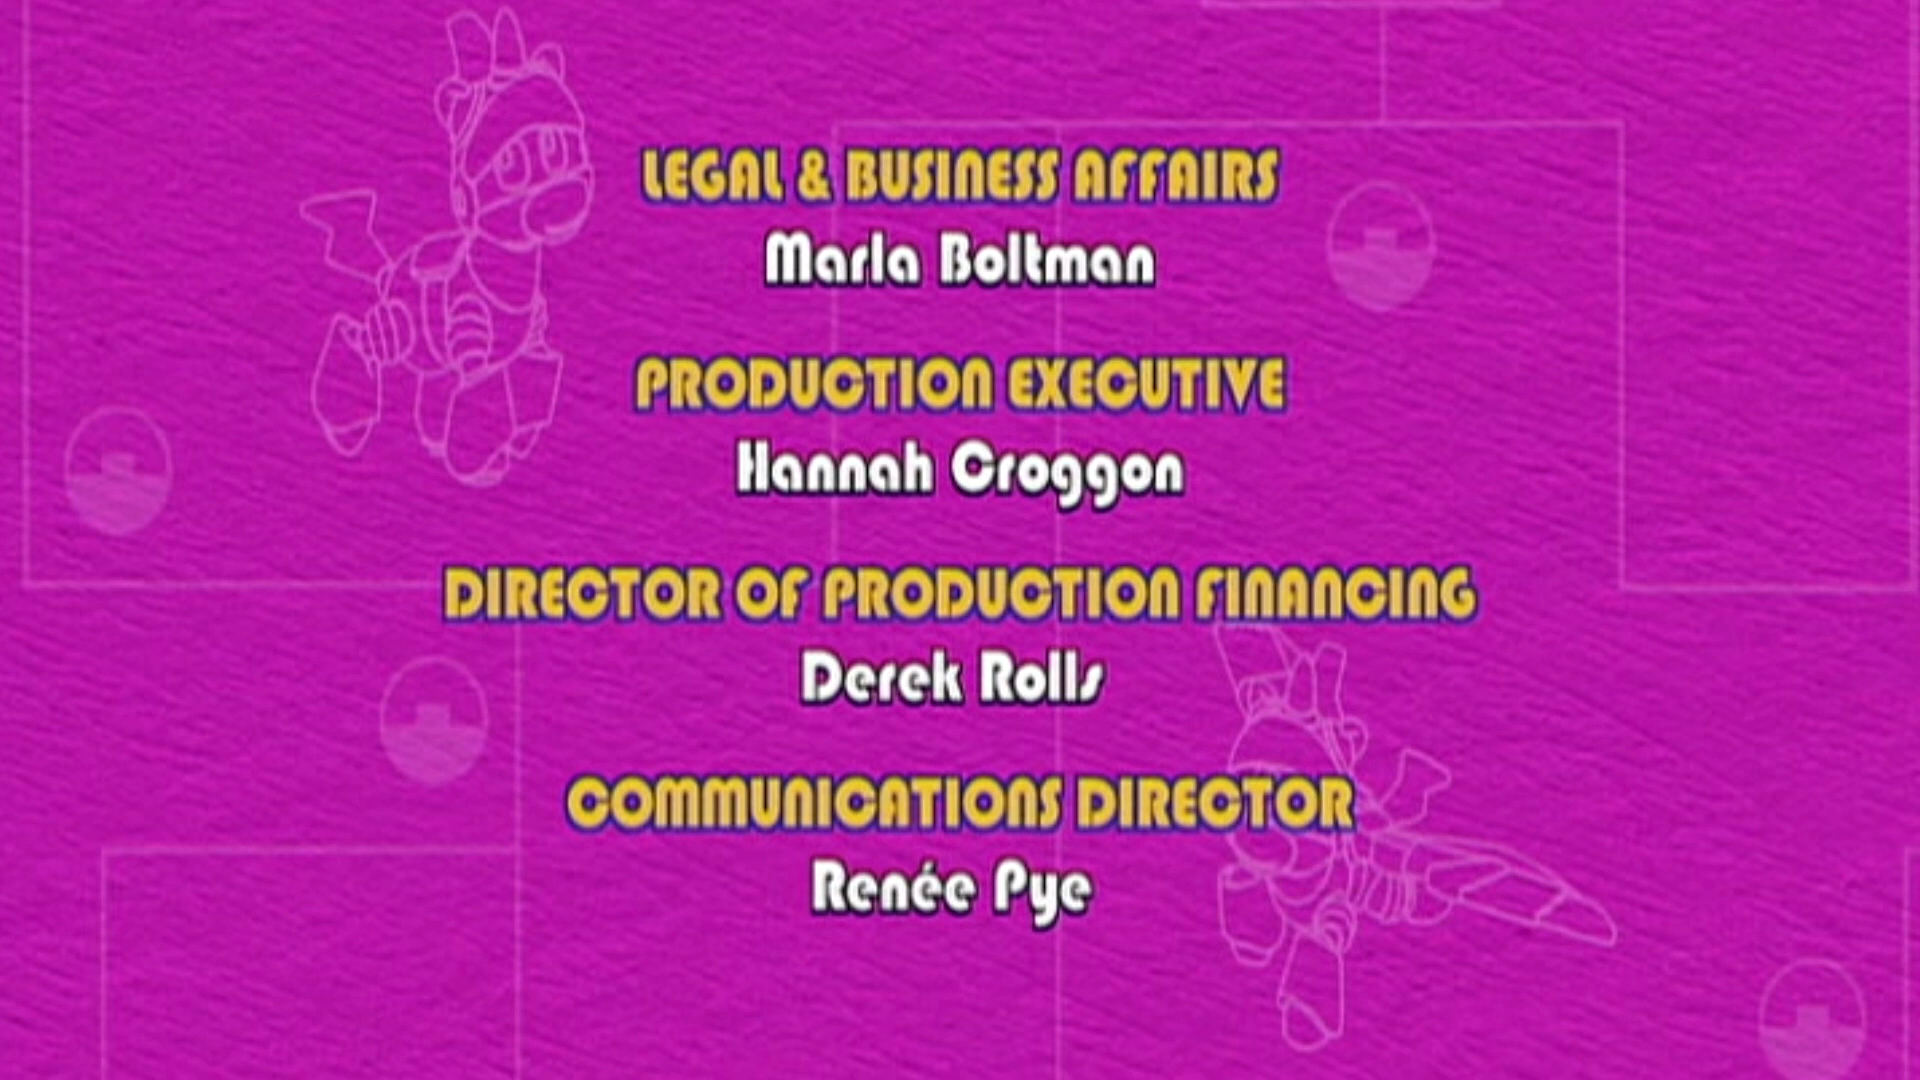 LEGAL & BUSINESS AFFAIRS
Marla Boltman
PRODUCTION EXECUTIVE
Hannah Croggon
DIRECTOR OF PRODUCTION FINANCING
Derek Rolls
COMMUNICATIONS DIRECTOR
Renée Pye